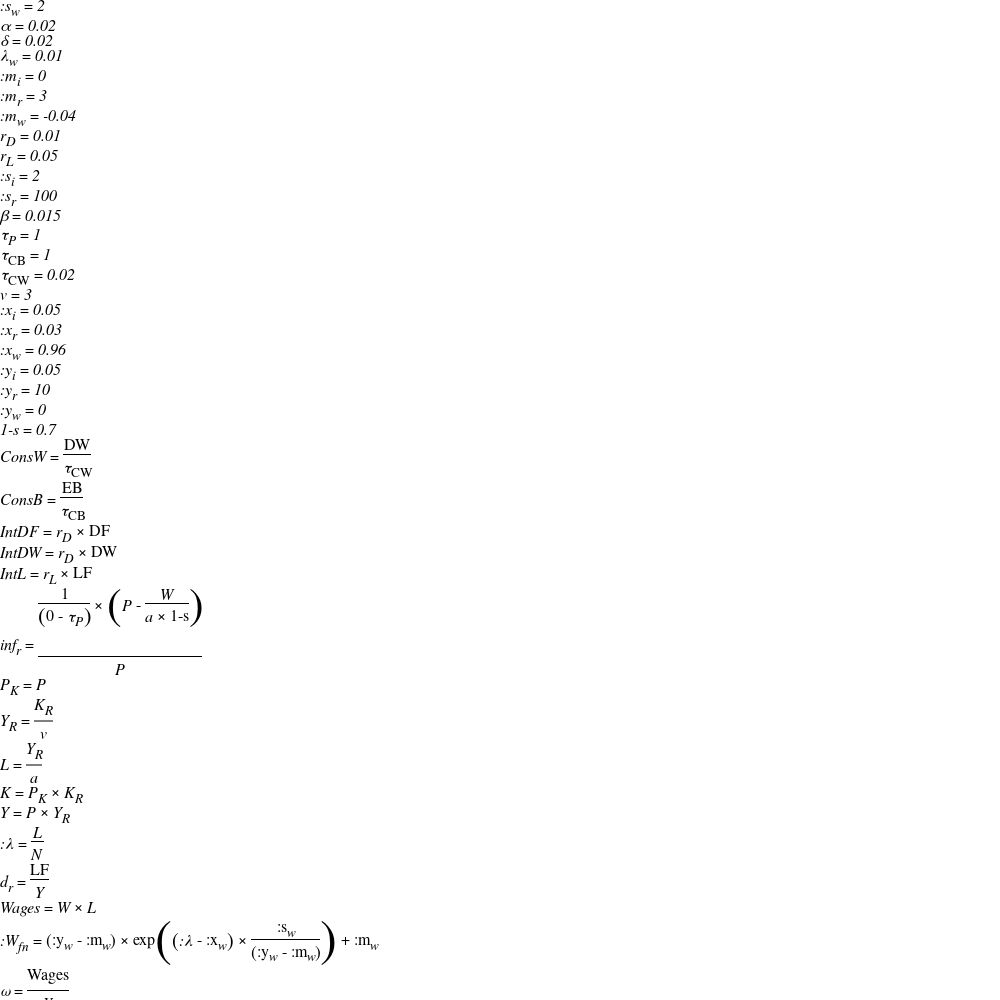 :s_w = 2
α = 0.02
δ = 0.02
λ_w = 0.01
:m_i = 0
:m_r = 3
:m_w = -0.04
r_D = 0.01
r_L = 0.05
:s_i = 2
:s_r = 100
β = 0.015
τ_P = 1
τ_CB = 1
τ_CW = 0.02
v = 3
:x_i = 0.05
:x_r = 0.03
:x_w = 0.96
:y_i = 0.05
:y_r = 10
:y_w = 0
1-s = 0.7
ConsW = DW / τ_CW
ConsB = EB / τ_CB
IntDF = r_D × DF
IntDW = r_D × DW
IntL = r_L × LF
inf_r = (1 / (0 - τ_P) × (P - W / (a × 1-s))) / P
P_K = P
Y_R = K_R / v
L = Y_R / a
K = P_K × K_R
Y = P × Y_R
:λ = L / N
d_r = LF / Y
Wages = W × L
:W_fn = (:y_w - :m_w) × exp((:λ - :x_w) × :s_w / (:y_w - :m_w)) + :m_w
ω = Wages